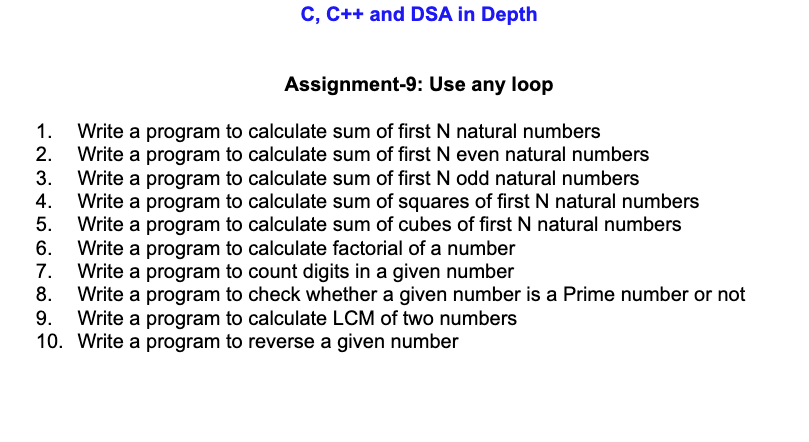 C, C++ and DSA in Depth
Assignment-9: Use any loop
1. Write a program to calculate sum of first N natural numbers
2. Write a program to calculate sum of first N even natural numbers
3. Write a program to calculate sum of first N odd natural numbers
4. Write a program to calculate sum of squares of first N natural numbers
5. Write a program to calculate sum of cubes of first N natural numbers
6. Write a program to calculate factorial of a number
7. Write a program to count digits in a given number
8. Write a program to check whether a given number is a Prime number or not
9. Write a program to calculate LCM of two numbers
10. Write a program to reverse a given number